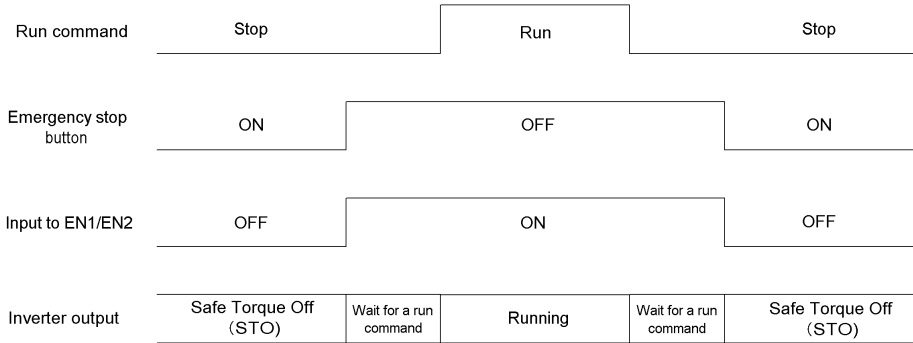 Run command
Stop
Run
Stop
Emergency stop
button
ON
OFF
ON
Input to EN1/EN2
OFF
ON
OFF
Inverter output
Safe Torque Off
(STO)
Wait for a run
command
Running
Wait for a run
command
Safe Torque Off
(STO)